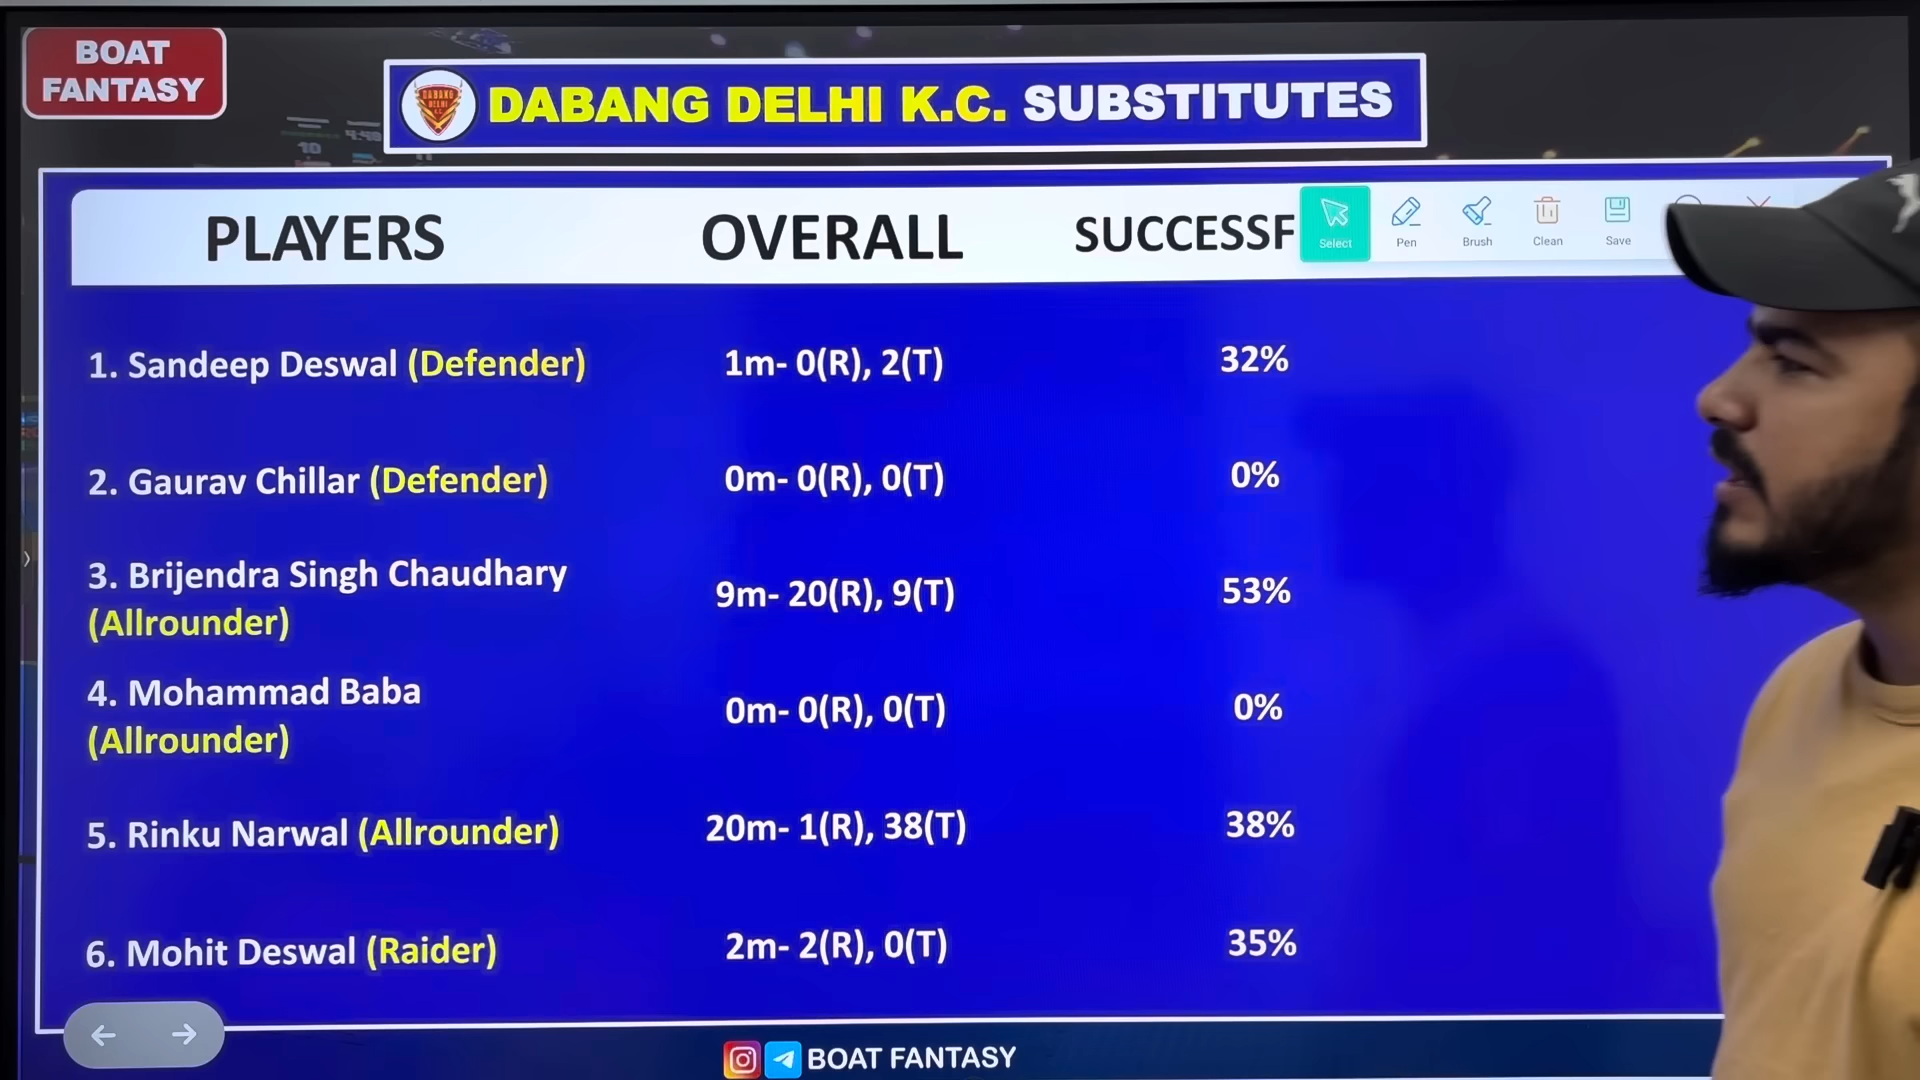 BOAT
FANTASY
DABANG DELHI K.C. SUBSTITUTES
DABANG
DELHI
K.C.
10
PLAYERS OVERALL SUCCESSF
Select Pen Brush Clean Save
1. Sandeep Deswal (Defender) 1m- 0(R), 2(T) 32%
2. Gaurav Chillar (Defender) 0m- 0(R), 0(T) 0%
3. Brijendra Singh Chaudhary
(Allrounder) 9m- 20(R), 9(T) 53%
4. Mohammad Baba
(Allrounder) 0m- 0(R), 0(T) 0%
5. Rinku Narwal (Allrounder) 20m- 1(R), 38(T) 38%
6. Mohit Deswal (Raider) 2m- 2(R), 0(T) 35%
BOAT FANTASY